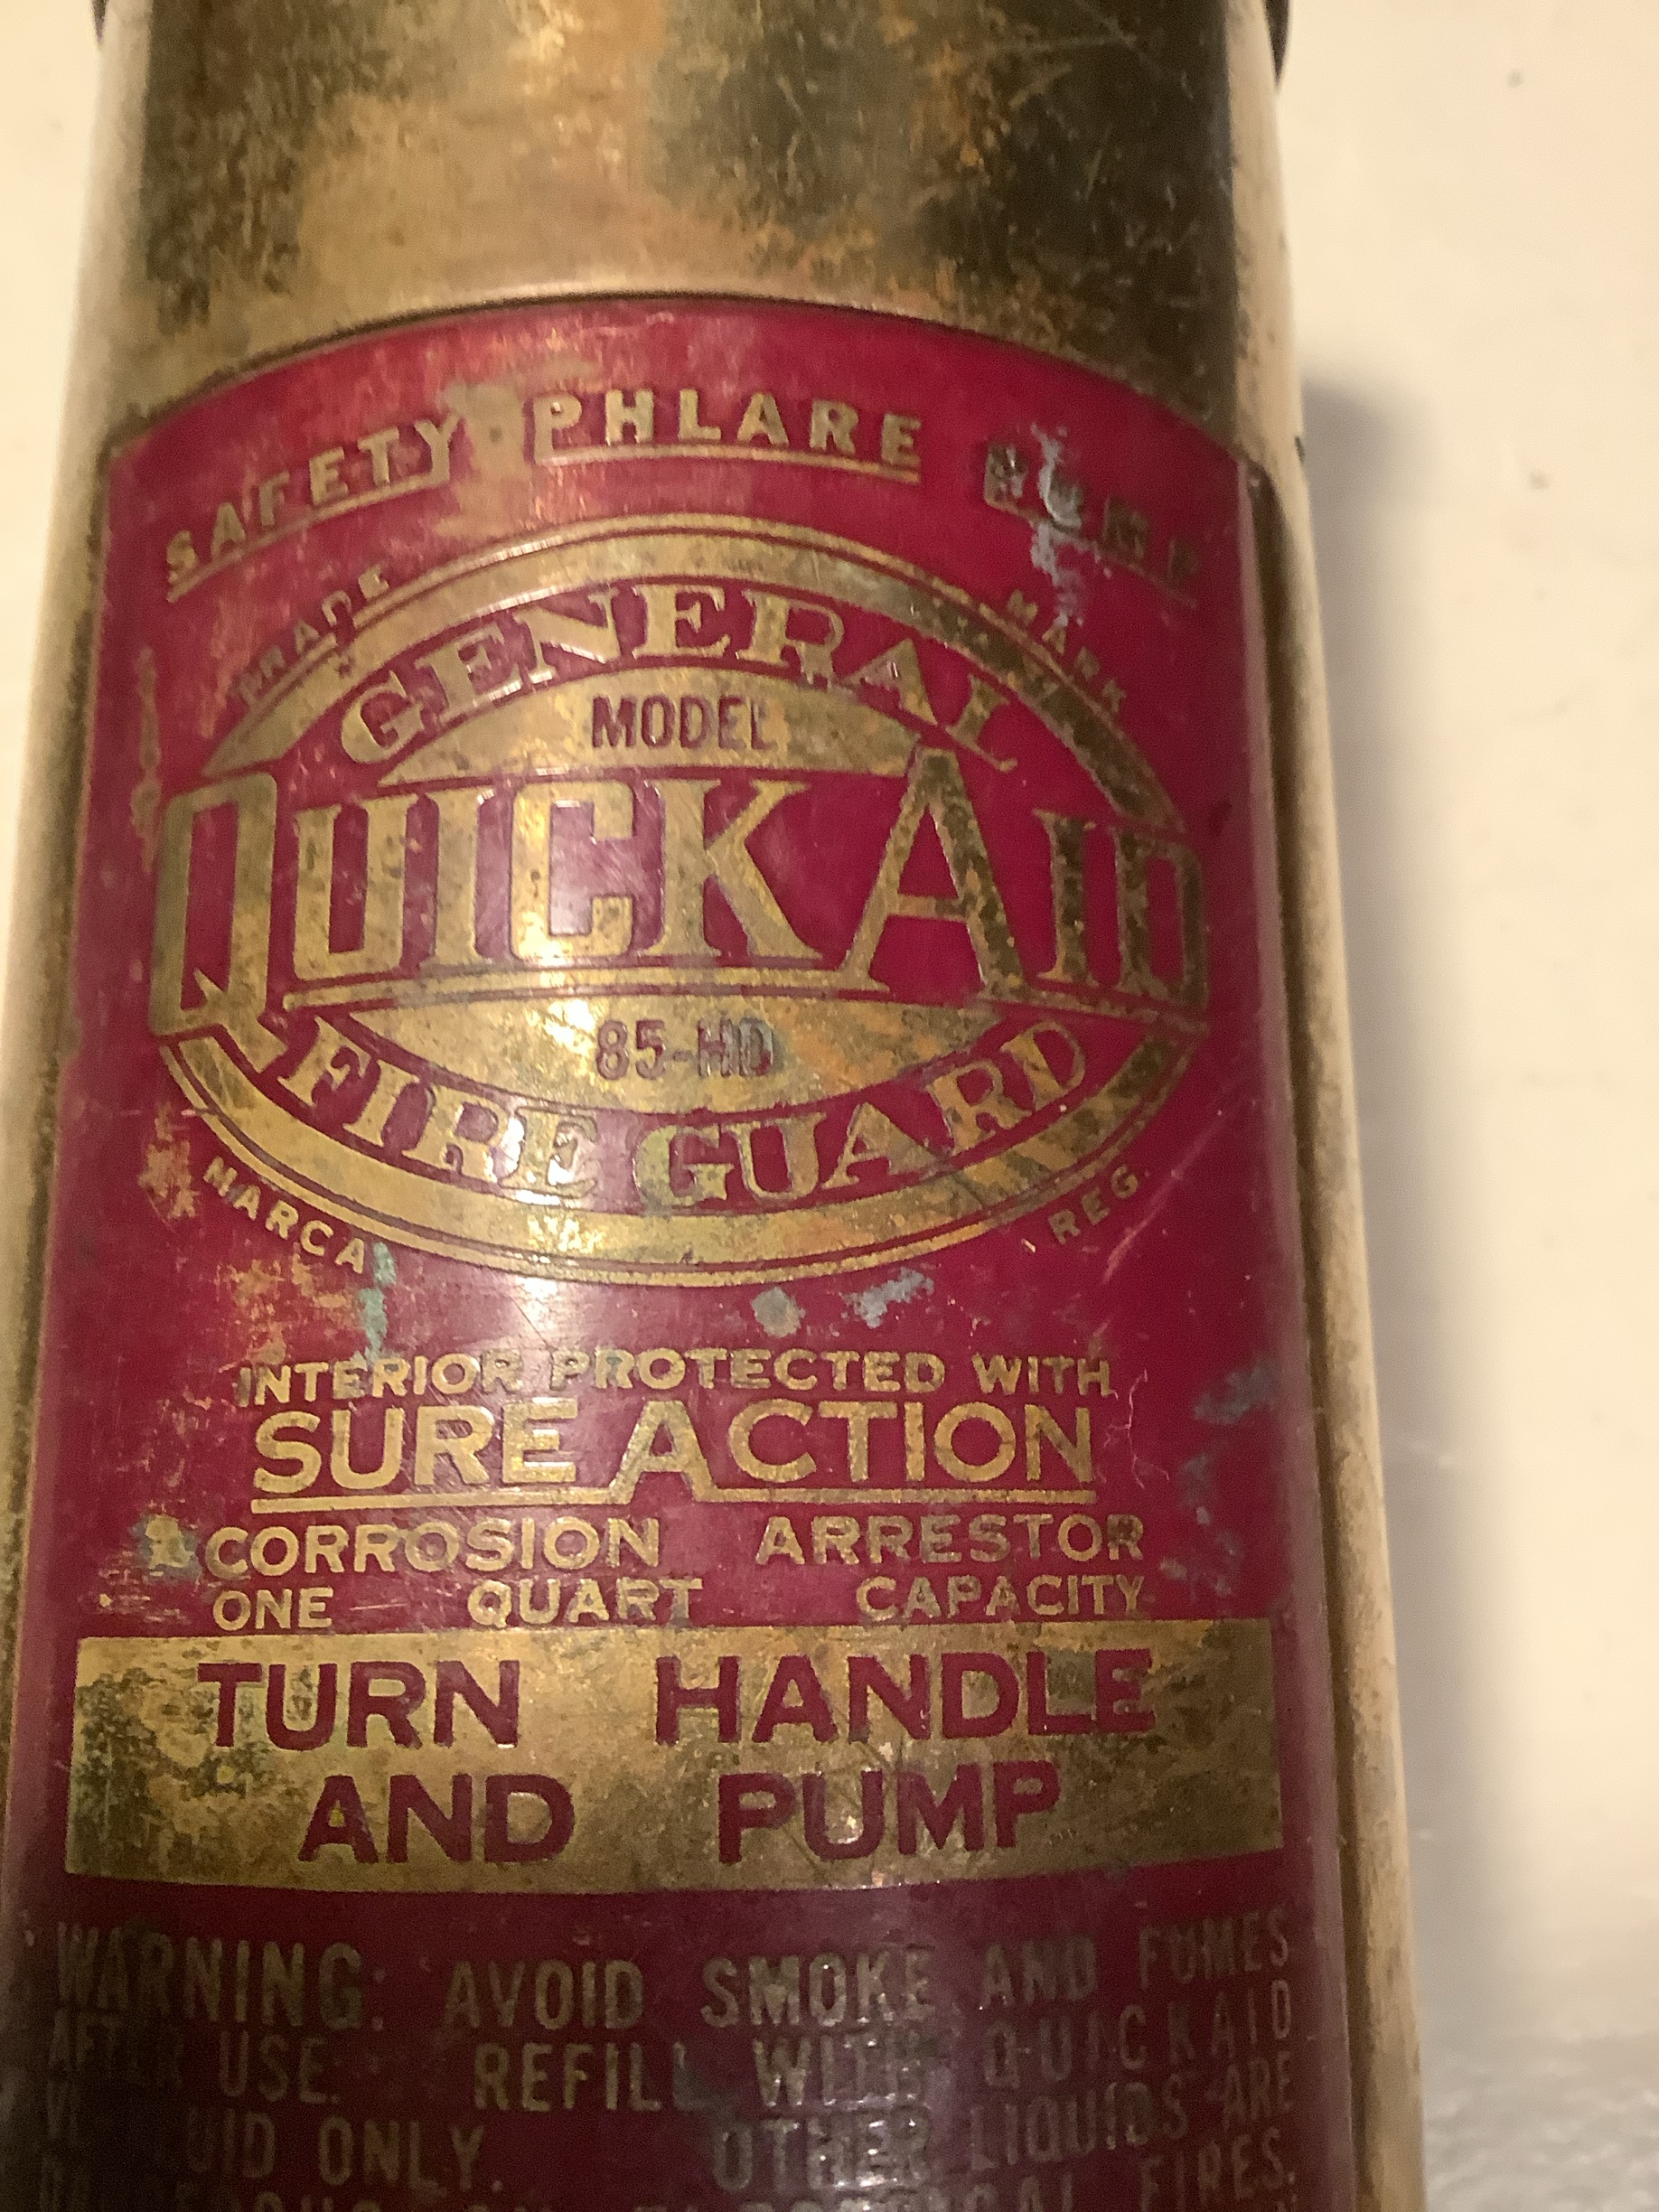 SAFETY PHLARE
TRADE MARK
GENERAL
MODEL
QUICK AID
85-HD
FIRE GUARD
MARCA REG.
INTERIOR PROTECTED WITH
SURE ACTION
CORROSION ARRESTOR
ONE QUART CAPACITY
TURN HANDLE
AND PUMP
WARNING: AVOID SMOKE AND FUMES
AFTER USE. REFILL WITH QUICKAID
ONLY. OTHER LIQUIDS ARE
FIRES.